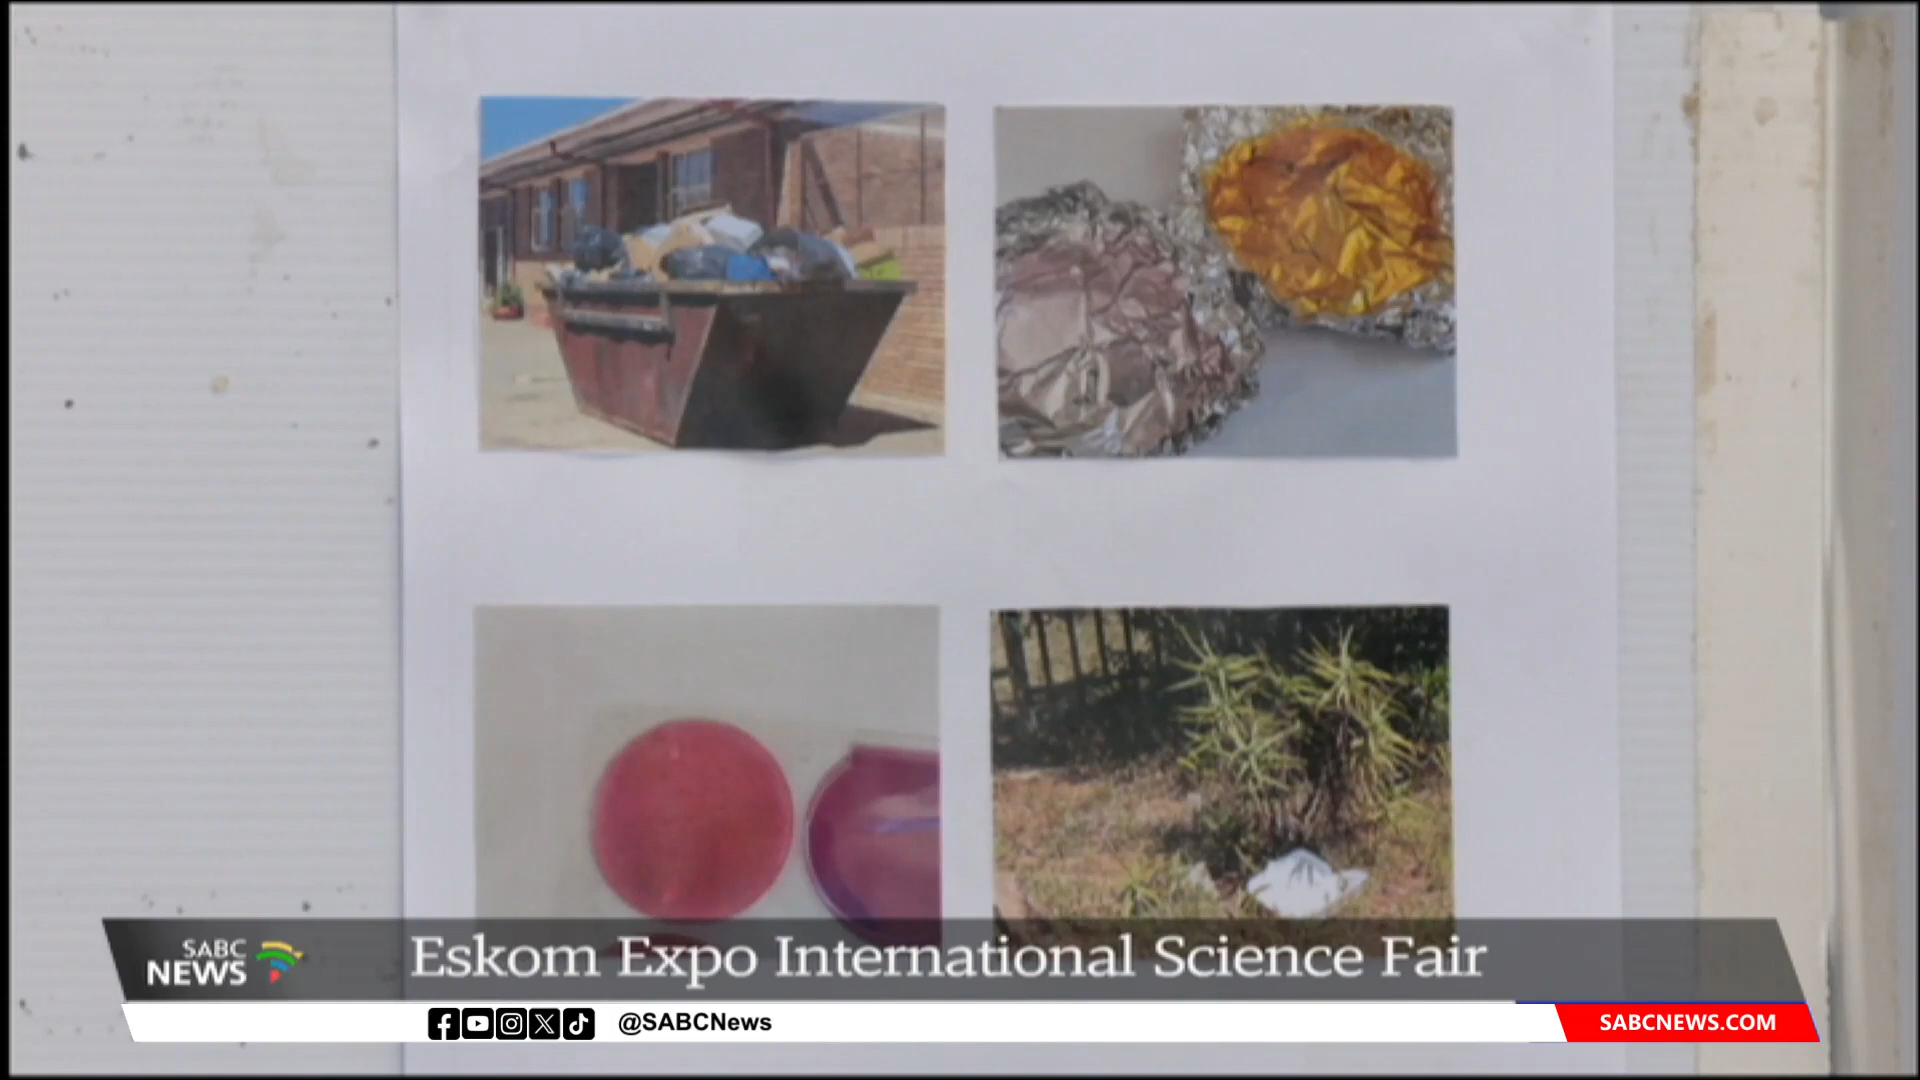 SABC
NEWS
Eskom Expo International Science Fair
@SABCNews
SABCNEWS.COM